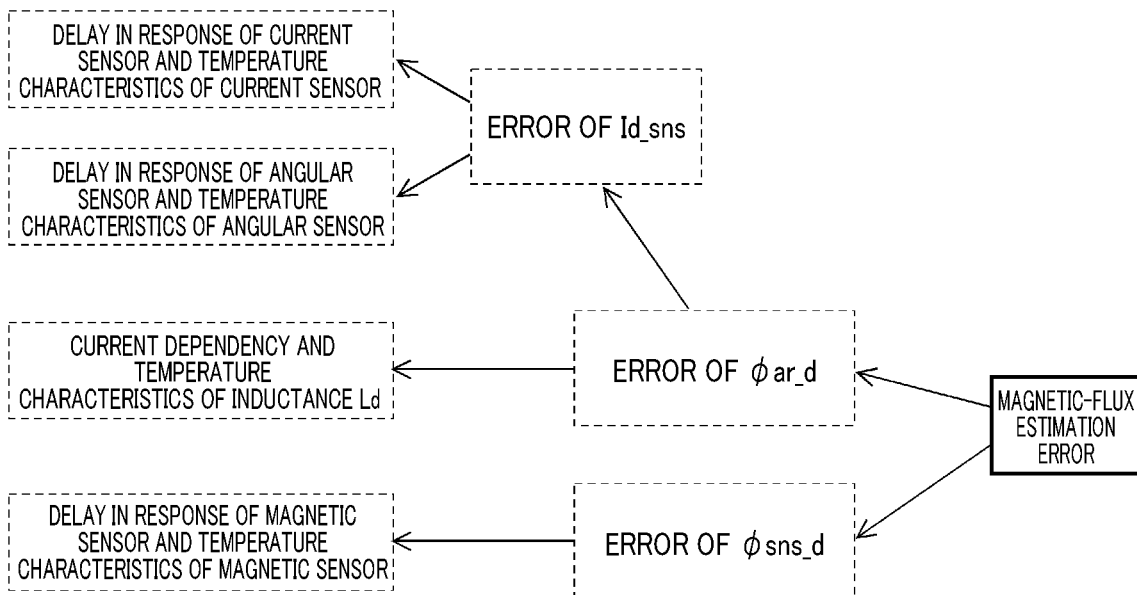 DELAY IN RESPONSE OF CURRENT
SENSOR AND TEMPERATURE
CHARACTERISTICS OF CURRENT SENSOR
ERROR OF Id_sns
DELAY IN RESPONSE OF ANGULAR
SENSOR AND TEMPERATURE
CHARACTERISTICS OF ANGULAR SENSOR
CURRENT DEPENDENCY AND
TEMPERATURE
CHARACTERISTICS OF INDUCTANCE Ld
ERROR OF ϕar_d
MAGNETIC-FLUX
ESTIMATION
ERROR
DELAY IN RESPONSE OF MAGNETIC
SENSOR AND TEMPERATURE
CHARACTERISTICS OF MAGNETIC SENSOR
ERROR OF ϕsns_d